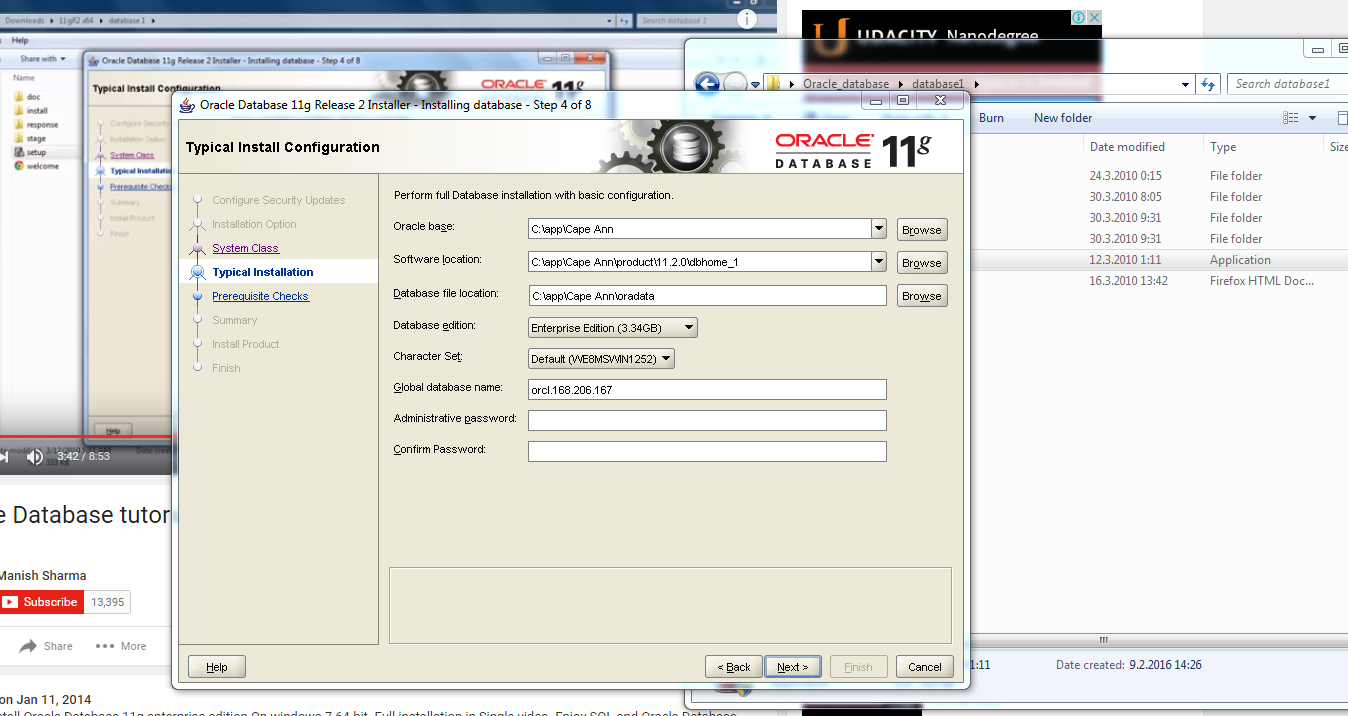 Downloads ▸ 11gR2 x64 ▸ database 1 ▸
Search database 1
Help
Share with
Name
doc
install
response
stage
setup
welcome
Oracle Database 11g Release 2 Installer - Installing database - Step 4 of 8
Typical Install Configuration
ORACLE
11g
Configure Security
Installation Option
System Class
Typical Installatio
Prerequisite Check
Summary
Install Product
Finish
Help
3:42 / 8:53
e Database tutor
Manish Sharma
Subscribe 13,395
Share More
on Jan 11, 2014
UDACITY Nanodegree
Oracle_database ▸ database1 ▸
Search database1
Burn New folder
Date modified Type Size
24.3.2010 0:15 File folder
30.3.2010 8:05 File folder
30.3.2010 9:31 File folder
30.3.2010 9:31 File folder
12.3.2010 1:11 Application
16.3.2010 13:42 Firefox HTML Doc...
1:11 Date created: 9.2.2016 14:26
Oracle Database 11g Release 2 Installer - Installing database - Step 4 of 8
Typical Install Configuration
ORACLE
DATABASE 11g
Configure Security Updates
Installation Option
System Class
Typical Installation
Prerequisite Checks
Summary
Install Product
Finish
Perform full Database installation with basic configuration.
Oracle base: C:\app\Cape Ann Browse
Software location: C:\app\Cape Ann\product\11.2.0\dbhome_1 Browse
Database file location: C:\app\Cape Ann\oradata Browse
Database edition: Enterprise Edition (3.34GB)
Character Set: Default (WE8MSWIN1252)
Global database name: orcl.168.206.167
Administrative password:
Confirm Password:
Help < Back Next > Finish Cancel